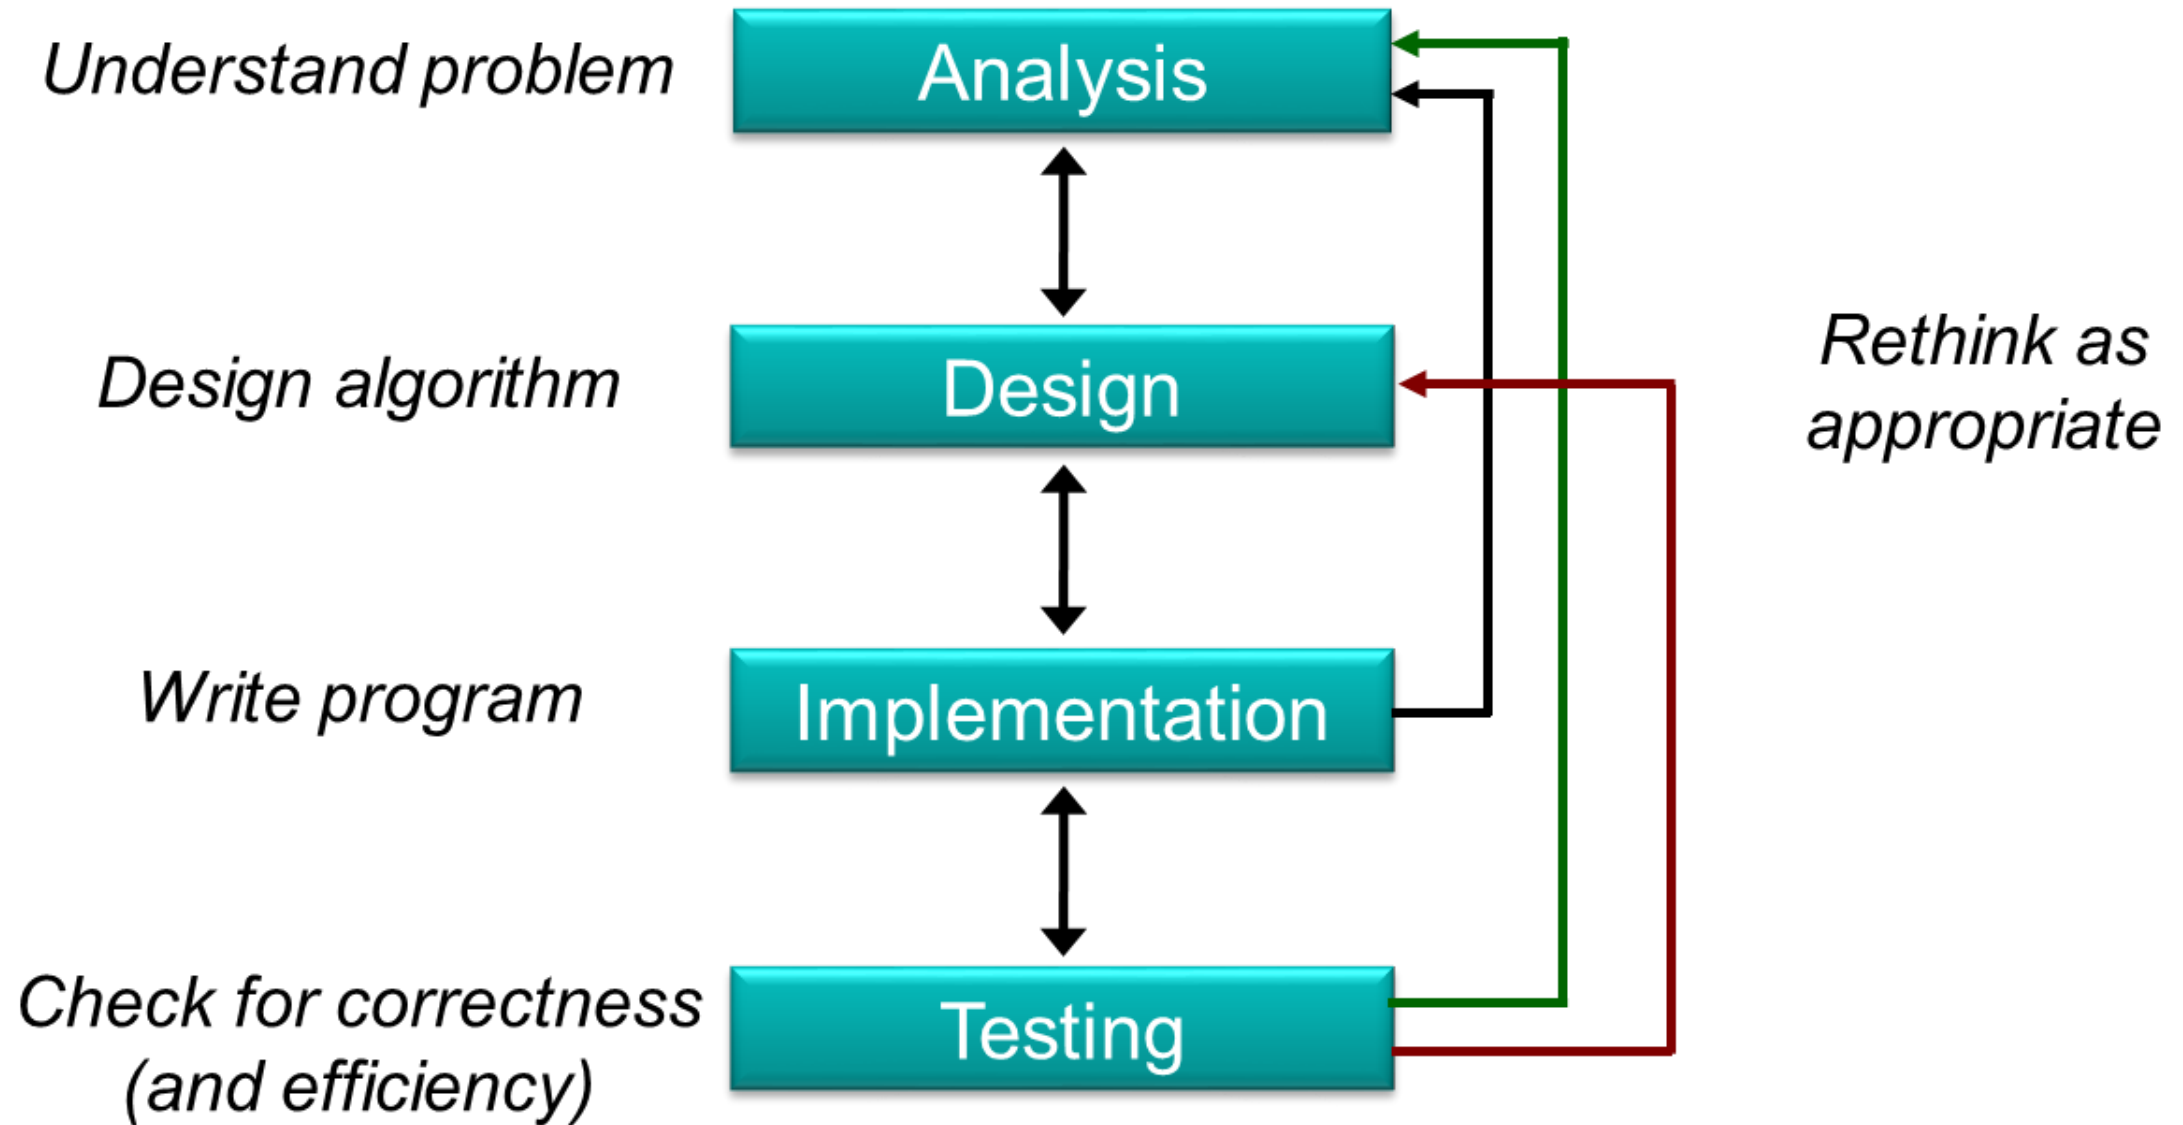 Understand problem
Analysis
Design algorithm
Design
Rethink as
appropriate
Write program
Implementation
Check for correctness
(and efficiency)
Testing